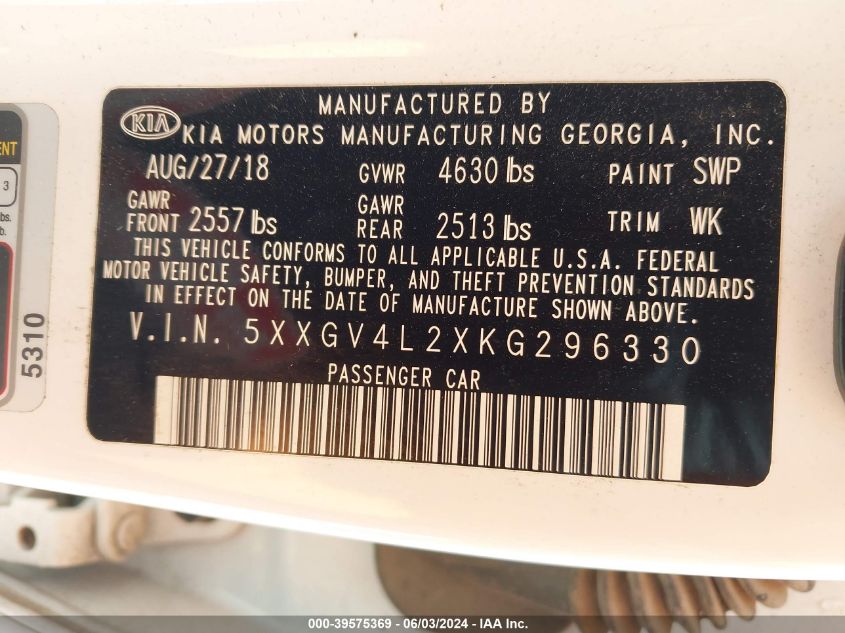 MANUFACTURED BY
KIA KIA MOTORS MANUFACTURING GEORGIA, INC.
AUG/27/18 GVWR 4630 lbs PAINT SWP
GAWR FRONT 2557 lbs GAWR REAR 2513 lbs TRIM WK
THIS VEHICLE CONFORMS TO ALL APPLICABLE U.S.A. FEDERAL
MOTOR VEHICLE SAFETY, BUMPER, AND THEFT PREVENTION STANDARDS
IN EFFECT ON THE DATE OF MANUFACTURE SHOWN ABOVE.
V.I.N. 5XXGV4L2XKG296330
PASSENGER CAR
ENT
3
bs.
b.
5310
000-39575369 - 06/03/2024 - IAA Inc.